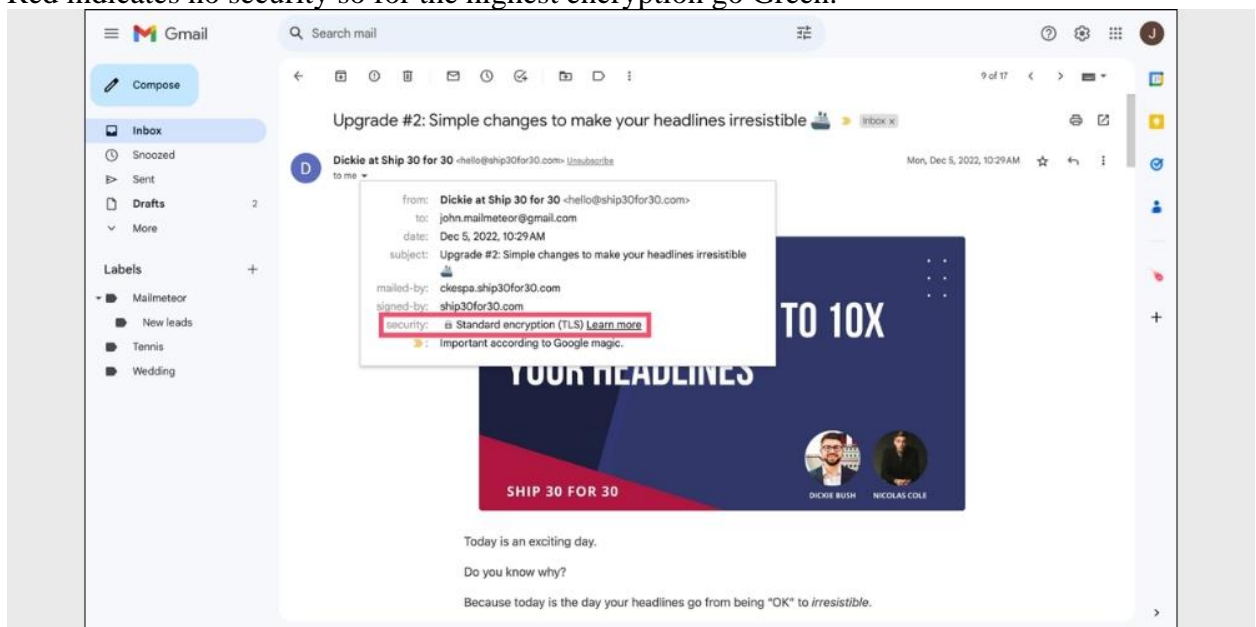 Red indicates no security so for the highest encryption go Green.
Gmail
Search mail
J
Compose
9 of 17
Inbox
Snoozed
Sent
Drafts 2
More
Labels +
Mailmeteor
New leads
Tennis
Wedding
Upgrade #2: Simple changes to make your headlines irresistible Inbox x
D
Dickie at Ship 30 for 30 <hello@ship30for30.com> Unsubscribe Mon, Dec 5, 2022, 10:29 AM
to me
from: Dickie at Ship 30 for 30 <hello@ship30for30.com>
to: john.mailmeteor@gmail.com
date: Dec 5, 2022, 10:29 AM
subject: Upgrade #2: Simple changes to make your headlines irresistible
mailed-by: ckespa.ship30for30.com
signed-by: ship30for30.com
security: Standard encryption (TLS) Learn more
: Important according to Google magic.
TO 10X
YOUR HEADLINES
SHIP 30 FOR 30
DICKIE BUSH NICOLAS COLE
Today is an exciting day.
Do you know why?
Because today is the day your headlines go from being "OK" to irresistible.